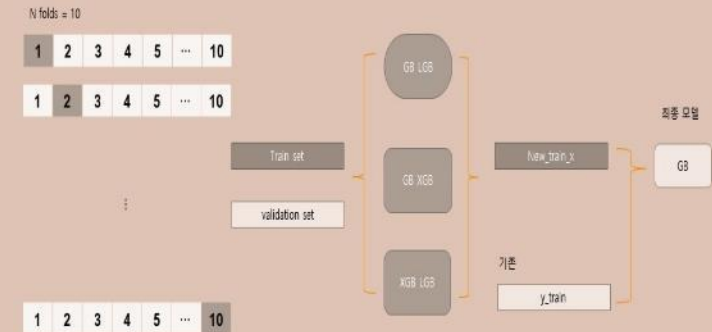 N folds = 10
1 2 3 4 5 ... 10
1 2 3 4 5 ... 10
⋮
1 2 3 4 5 ... 10
Train set
validation set
GB LGB
GB XGB
XGB LGB
New_train_x
기존
y_train
최종 모델
GB